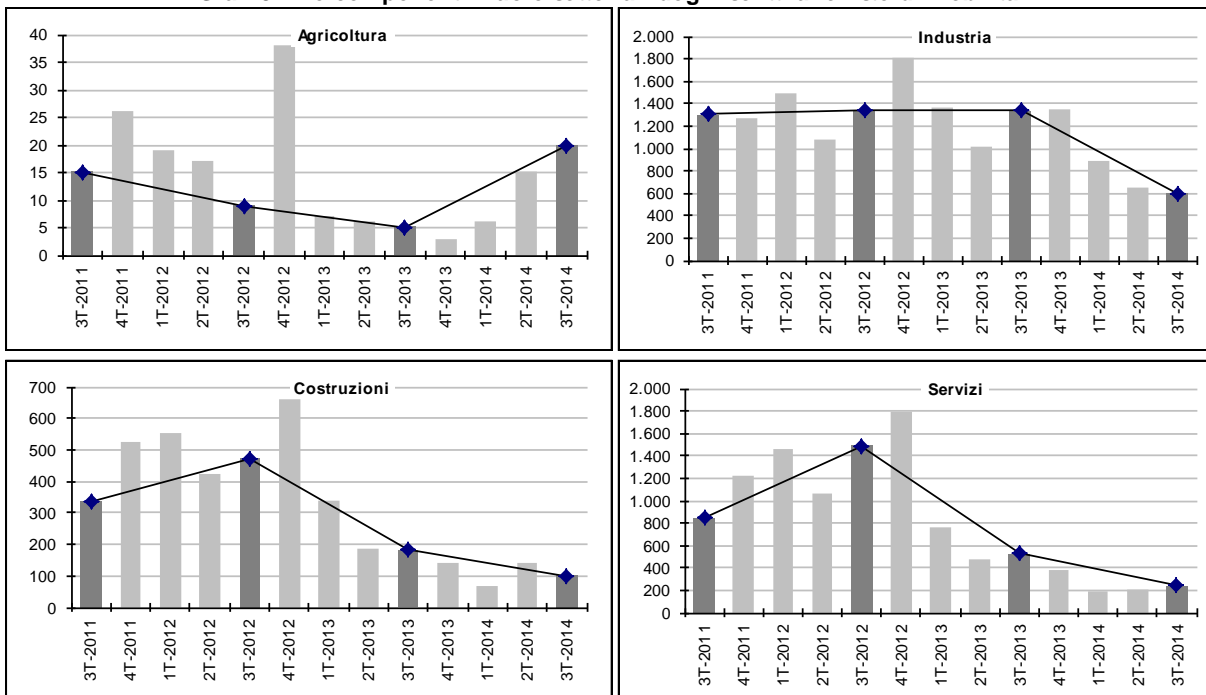 Agricoltura
40
35
30
25
20
15
10
5
0
3T-2011
4T-2011
1T-2012
2T-2012
3T-2012
4T-2012
1T-2013
2T-2013
3T-2013
4T-2013
1T-2014
2T-2014
3T-2014
Industria
2.000
1.800
1.600
1.400
1.200
1.000
800
600
400
200
0
3T-2011
4T-2011
1T-2012
2T-2012
3T-2012
4T-2012
1T-2013
2T-2013
3T-2013
4T-2013
1T-2014
2T-2014
3T-2014
Costruzioni
700
600
500
400
300
200
100
0
3T-2011
4T-2011
1T-2012
2T-2012
3T-2012
4T-2012
1T-2013
2T-2013
3T-2013
4T-2013
1T-2014
2T-2014
3T-2014
Servizi
2.000
1.800
1.600
1.400
1.200
1.000
800
600
400
200
0
3T-2011
4T-2011
1T-2012
2T-2012
3T-2012
4T-2012
1T-2013
2T-2013
3T-2013
4T-2013
1T-2014
2T-2014
3T-2014